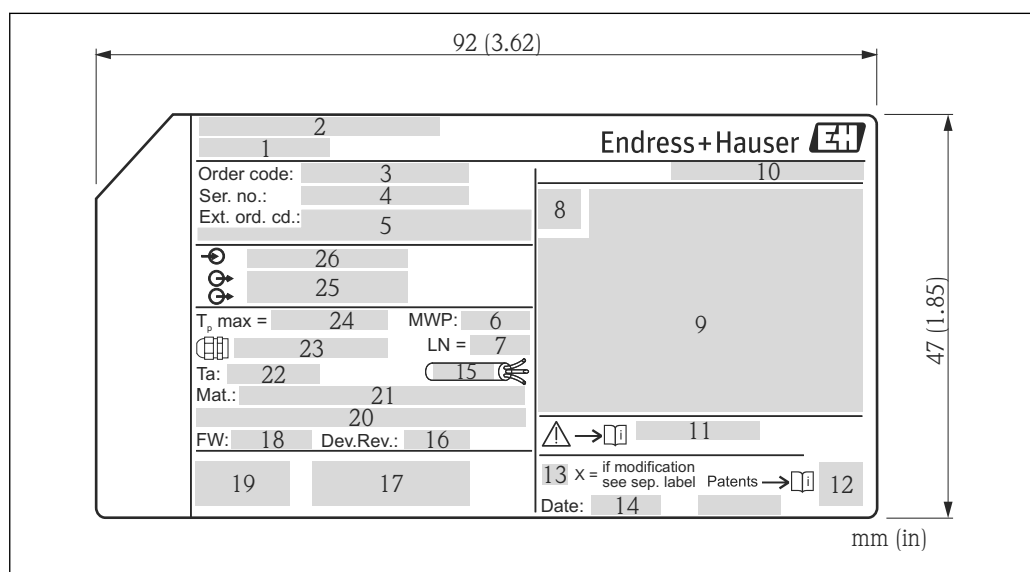 92 (3.62)
2
1
Endress+Hauser EH
Order code: 3
Ser. no.: 4
Ext. ord. cd.: 5
10
8
9
26
25
Tp max = 24 MWP: 6
23 LN = 7
Ta: 22 15
Mat.: 21
20
FW: 18 Dev.Rev.: 16
19 17
i 11
13 X = if modification
see sep. label Patents i 12
Date: 14
47 (1.85)
mm (in)